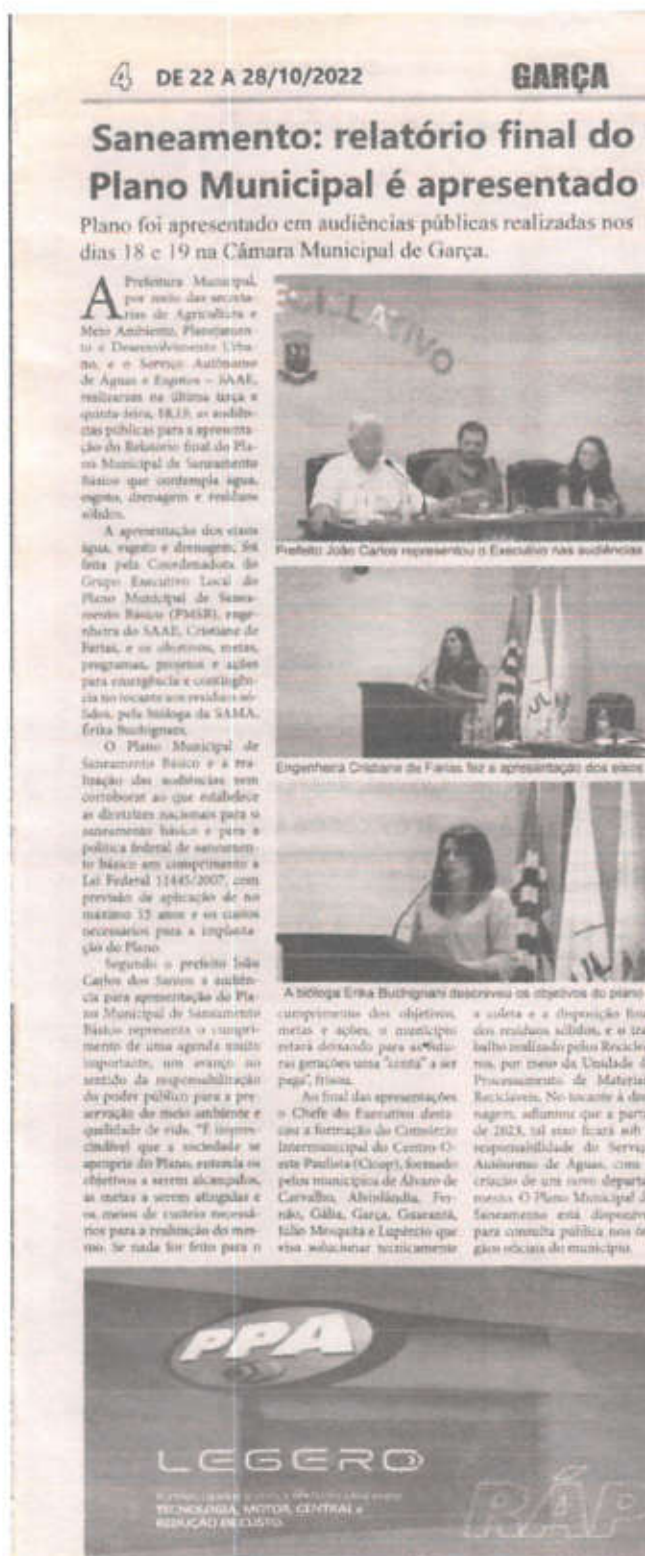 4 DE 22 A 28/10/2022
GARÇA
Saneamento: relatório final do
Plano Municipal é apresentado
Plano foi apresentado em audiências públicas realizadas nos
dias 18 e 19 na Câmara Municipal de Garça.
A Prefeitura Municipal,
por meio das secreta-
rias de Agricultura e
Meio Ambiente, Planejamen-
to e Desenvolvimento Urba-
no, e o Serviço Autônomo
de Águas e Esgotos – SAAE,
realizaram na última terça e
quinta-feira, 18,19, as audiên-
cias públicas para a apresenta-
ção do Relatório final do Pla-
no Municipal de Saneamento
Básico que contempla água,
esgoto, drenagem e resíduos
sólidos.
A apresentação dos eixos
água, esgoto e drenagem, foi
feita pela Coordenadora do
Grupo Executivo Local do
Plano Municipal de Sanea-
mento Básico (PMSB), enge-
nheira do SAAE, Cristiane de
Farias, e os objetivos, metas,
programas, projetos e ações
para emergência e contingên-
cia no tocante aos resíduos só-
lidos, pela bióloga da SAMA,
Érika Buchignani.
O Plano Municipal de
Saneamento Básico e a rea-
lização das audiências vem
corroborar ao que estabelece
as diretrizes nacionais para o
saneamento básico e para a
política federal de saneamen-
to básico em cumprimento a
Lei Federal 11445/2007, com
previsão de aplicação de no
máximo 15 anos e os custos
necessários para a implanta-
ção do Plano.
Segundo o prefeito João
Carlos dos Santos a audiên-
cia para apresentação do Pla-
no Municipal de Saneamento
Básico representa o cumpri-
mento de uma agenda muito
importante, um avanço no
sentido da responsabilização
do poder público para a pre-
servação do meio ambiente e
qualidade de vida. "É impres-
cindível que a sociedade se
aproprie do Plano, entenda os
objetivos a serem alcançados,
as metas a serem atingidas e
os meios de custeio necessá-
rios para a realização do mes-
mo. Se nada for feito para o
LEGISLATIVO
Prefeito João Carlos representou o Executivo nas audiências
Engenheira Cristiane de Farias fez a apresentação dos eixos
A bióloga Erika Buchignani descreveu os objetivos do plano
cumprimento dos objetivos,
metas e ações, o município
estará deixando para as futu-
ras gerações uma "conta" a ser
paga", frisou.
Ao final das apresentações
o Chefe do Executivo desta-
cou a formação do Consórcio
Intermunicipal do Centro O-
este Paulista (Cicop), formado
pelos municípios de Álvaro de
Carvalho, Alvinlândia, Fer-
não, Gália, Garça, Guarantã,
Júlio Mesquita e Lupércio que
visa solucionar tecnicamente
a coleta e a disposição fin
dos resíduos sólidos, e o tra
balho realizado pelos Reciclei
ros, por meio da Unidade d
Processamento de Materiai
Recicláveis. No tocante à dre
nagem, adiantou que a parti
de 2023, tal eixo ficará sob
responsabilidade do Serviç
Autônomo de Águas, com
criação de um novo departa
mento. O Plano Municipal d
Saneamento está disponív
para consulta pública nos ór
gãos oficiais do município.
PPA
LEGERO
TECNOLOGIA, MOTOR, CENTRAL e
REDUÇÃO DE CUSTO.
RÁP